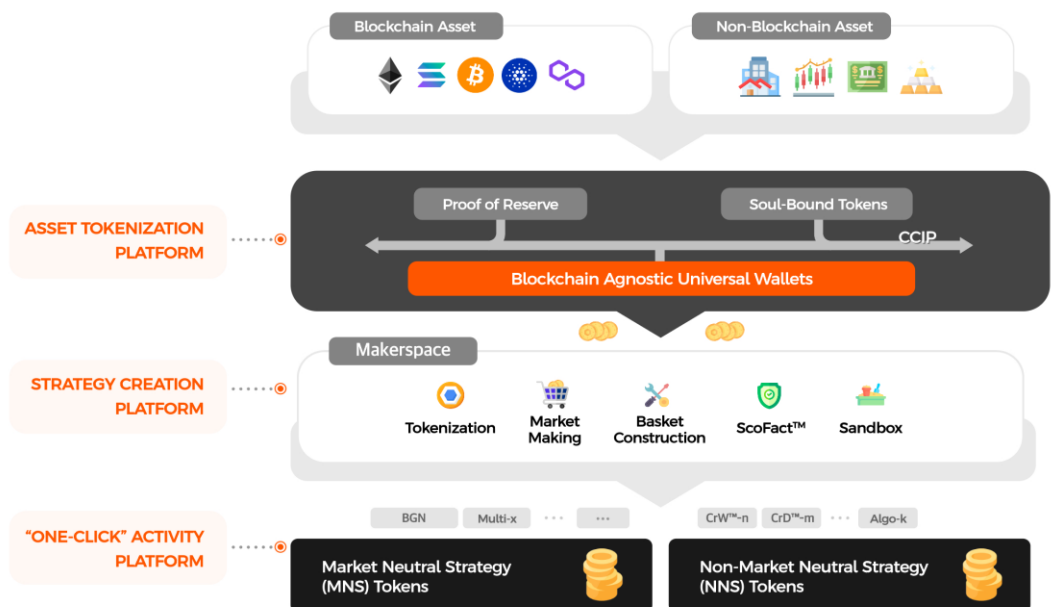 Blockchain Asset
Non-Blockchain Asset
ASSET TOKENIZATION
PLATFORM
Proof of Reserve
Soul-Bound Tokens
CCIP
Blockchain Agnostic Universal Wallets
STRATEGY CREATION
PLATFORM
Makerspace
Tokenization
Market
Making
Basket
Construction
ScoFact™
Sandbox
"ONE-CLICK" ACTIVITY
PLATFORM
BGN
Multi-x
...
...
CrW™-n
CrD™-m
...
Algo-k
Market Neutral Strategy
(MNS) Tokens
Non-Market Neutral Strategy
(NNS) Tokens